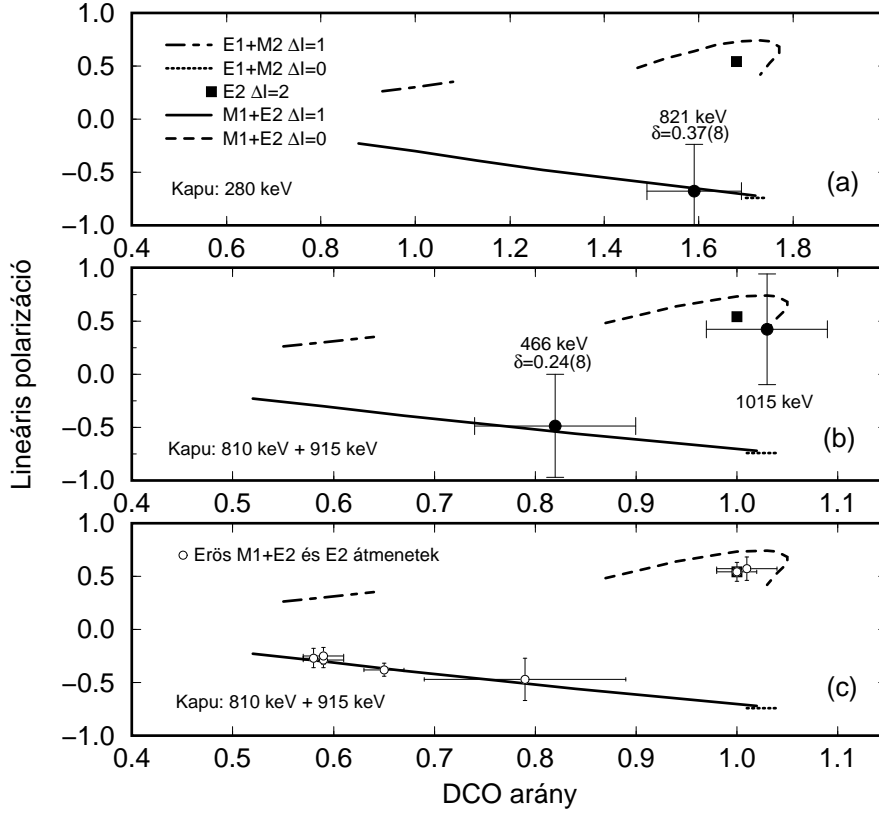 1.0
0.5
0.0
−0.5
−1.0
E1+M2 ΔI=1
E1+M2 ΔI=0
E2 ΔI=2
M1+E2 ΔI=1
M1+E2 ΔI=0
821 keV
δ=0.37(8)
Kapu: 280 keV
(a)
0.4 0.6 0.8 1.0 1.2 1.4 1.6 1.8
Lineáris polarizáció
1.0
0.5
0.0
−0.5
−1.0
466 keV
δ=0.24(8)
1015 keV
Kapu: 810 keV + 915 keV
(b)
0.4 0.5 0.6 0.7 0.8 0.9 1.0 1.1
1.0
0.5
0.0
−0.5
−1.0
Erös M1+E2 és E2 átmenetek
Kapu: 810 keV + 915 keV
(c)
0.4 0.5 0.6 0.7 0.8 0.9 1.0 1.1
DCO arány